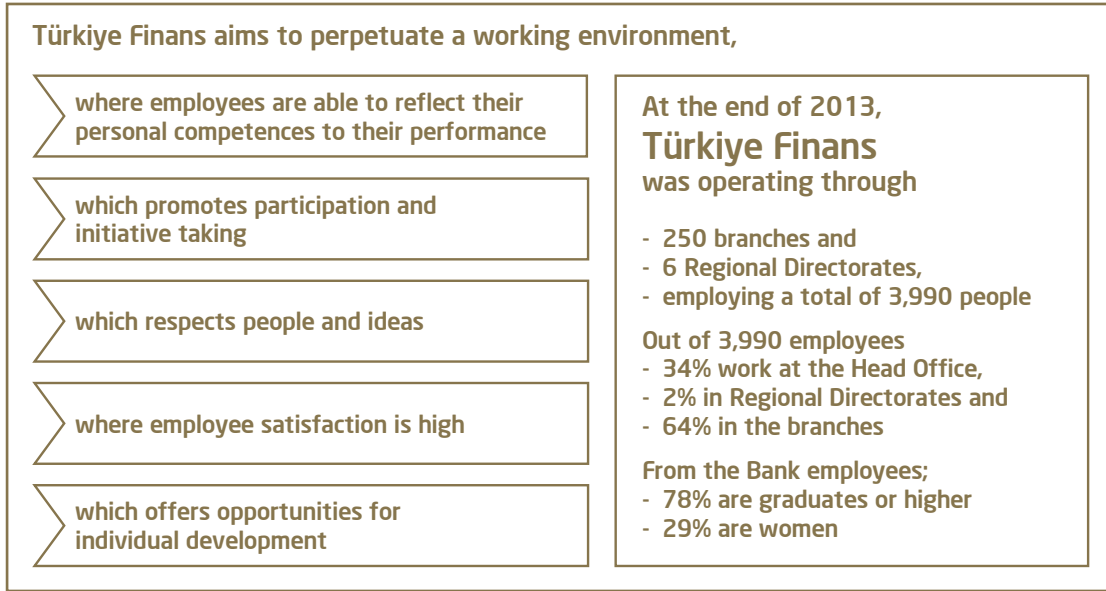 Türkiye Finans aims to perpetuate a working environment,
where employees are able to reflect their
personal competences to their performance
which promotes participation and
initiative taking
which respects people and ideas
where employee satisfaction is high
which offers opportunities for
individual development
At the end of 2013,
Türkiye Finans
was operating through
- 250 branches and
- 6 Regional Directorates,
- employing a total of 3,990 people
Out of 3,990 employees
- 34% work at the Head Office,
- 2% in Regional Directorates and
- 64% in the branches
From the Bank employees;
- 78% are graduates or higher
- 29% are women